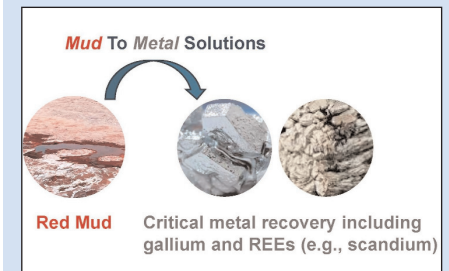 Mud To Metal Solutions
Red Mud
Critical metal recovery including
gallium and REEs (e.g., scandium)